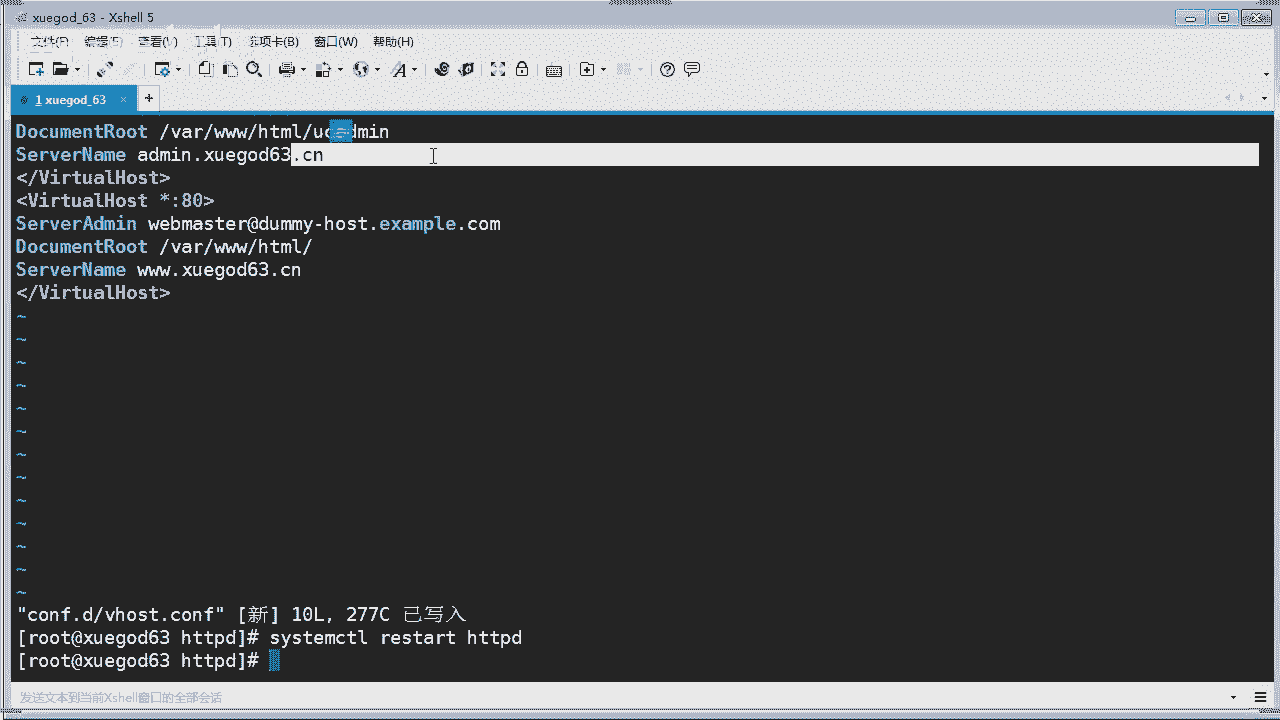 xuegod_63 - Xshell 5
文件(F) 编辑(E) 查看(V) 工具(T) 选项卡(B) 窗口(W) 帮助(H)
1 xuegod_63 × +
DocumentRoot /var/www/html/ucadmin
ServerName admin.xuegod63.cn
</VirtualHost>
<VirtualHost *:80>
ServerAdmin webmaster@dummy-host.example.com
DocumentRoot /var/www/html/
ServerName www.xuegod63.cn
</VirtualHost>
~
~
~
~
~
~
~
~
~
~
~
~
~
"conf.d/vhost.conf" [新] 10L, 277C 已写入
[root@xuegod63 httpd]# systemctl restart httpd
[root@xuegod63 httpd]#
发送文本到当前Xshell窗口的全部会话